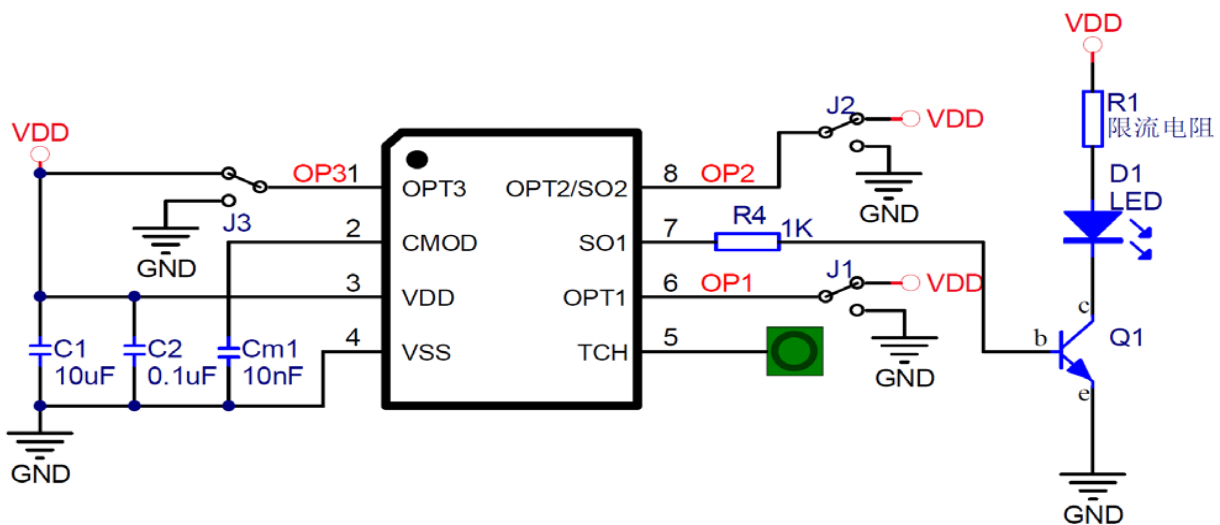 VDD
OP3
1
OPT3
J3
GND
2
CMOD
3
VDD
4
VSS
C1
10uF
C2
0.1uF
Cm1
10nF
GND
OPT2/SO2
8
OP2
J2
VDD
GND
SO1
7
R4
1K
OPT1
6
OP1
J1
VDD
GND
TCH
5
VDD
R1
限流电阻
D1
LED
c
b
Q1
e
GND